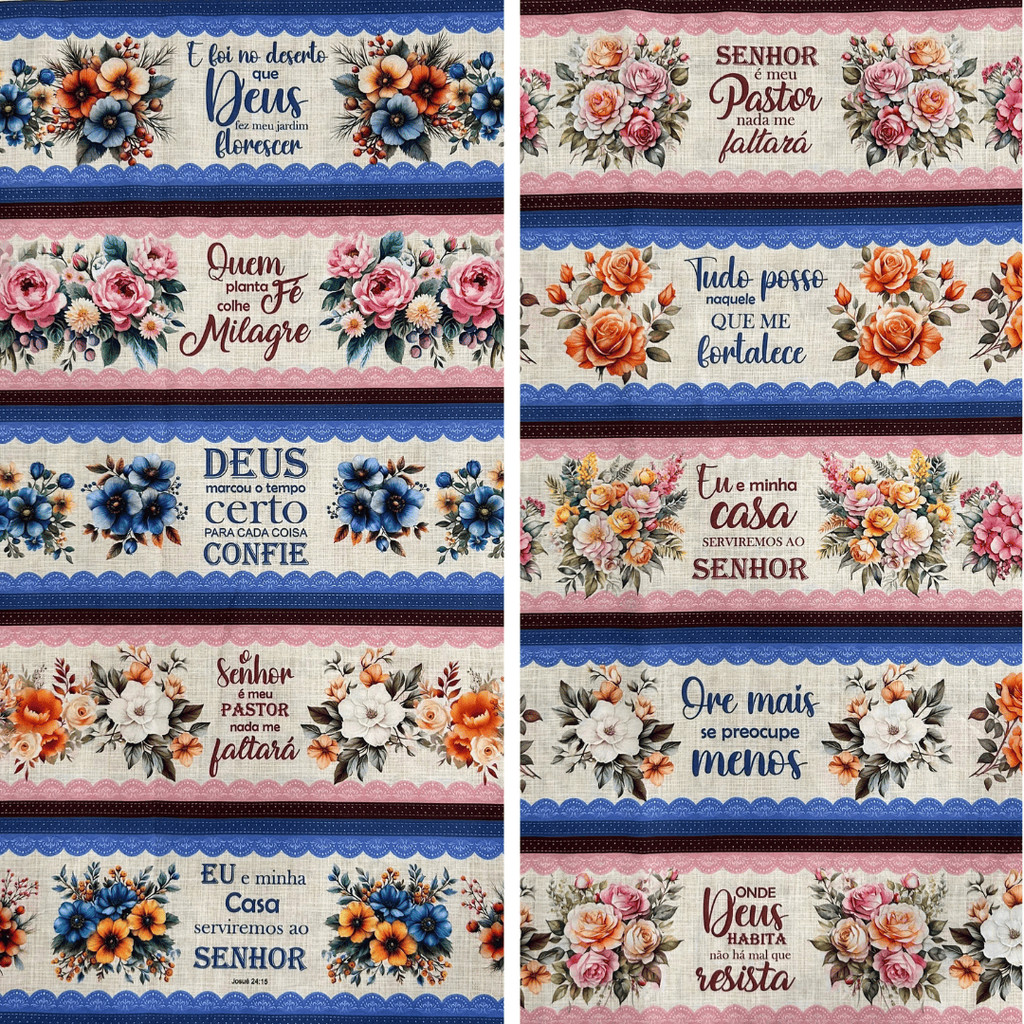 E foi no deserto
que
Deus
fez meu jardim
florescer
Quem
planta Fé
colhe
Milagre
DEUS
marcou o tempo
certo
PARA CADA COISA
CONFIE
o
Senhor
é meu
PASTOR
nada me
faltará
EU e minha
Casa
serviremos ao
SENHOR
Josué 24:15
SENHOR
é meu
Pastor
nada me
faltará
Tudo posso
naquele
QUE ME
fortalece
Eu e minha
casa
SERVIREMOS AO
SENHOR
Ore mais
se preocupe
menos
ONDE
Deus
HABITA
não há mal que
resista